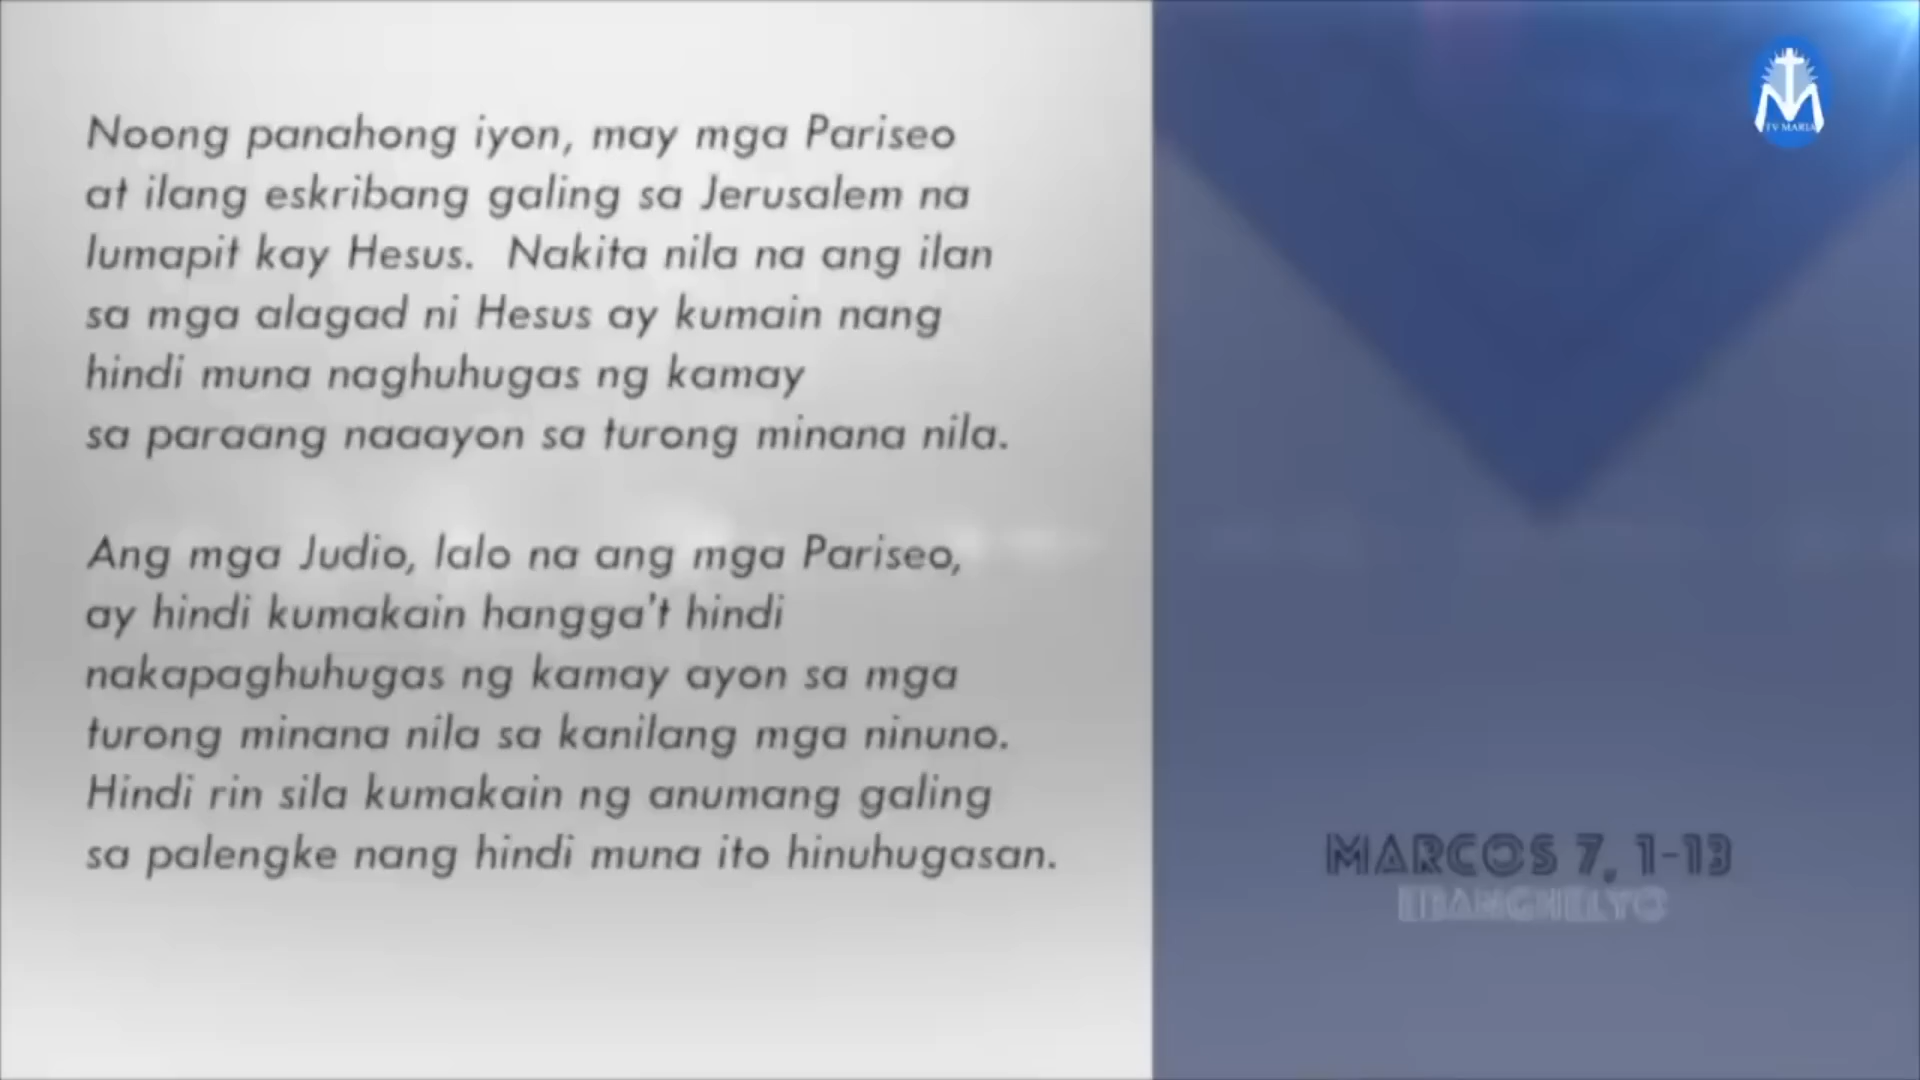 Noong panahong iyon, may mga Pariseo
at ilang eskribang galing sa Jerusalem na
lumapit kay Hesus.  Nakita nila na ang ilan
sa mga alagad ni Hesus ay kumain nang
hindi muna naghuhugas ng kamay
sa paraang naaayon sa turong minana nila.
Ang mga Judio, lalo na ang mga Pariseo,
ay hindi kumakain hangga't hindi
nakapaghuhugas ng kamay ayon sa mga
turong minana nila sa kanilang mga ninuno.
Hindi rin sila kumakain ng anumang galing
sa palengke nang hindi muna ito hinuhugasan.
TV MARIA
MARCOS 7, 1-13
EBANGHELYO